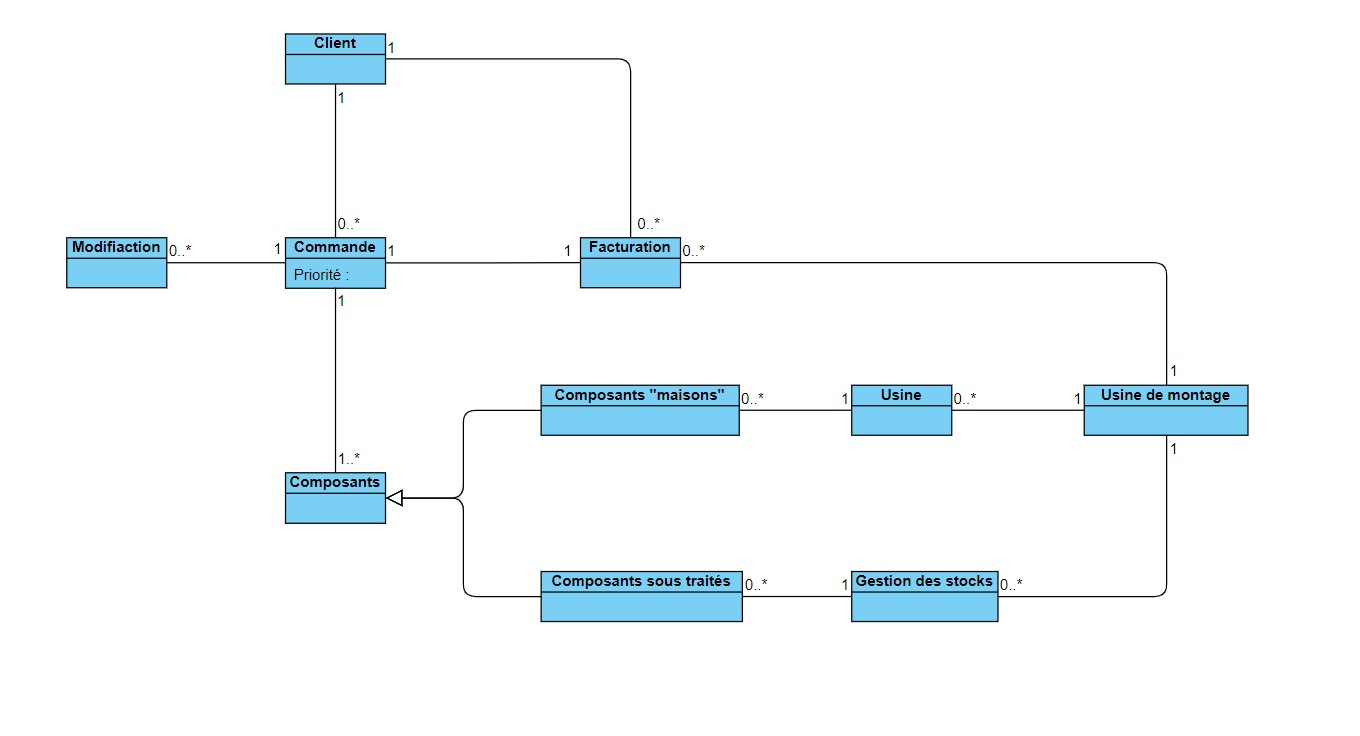 Client
1
1
0..*
0..*
Modifiaction
0..*
1
Commande
1
Priorité :
1
Facturation
0..*
1
1
Composants "maisons"
0..*
1
Usine
0..*
1
Usine de montage
1
1..*
Composants
Composants sous traités
0..*
1
Gestion des stocks
0..*